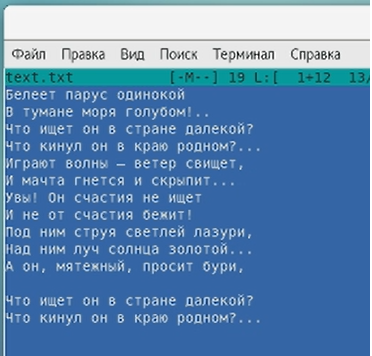 Файл Правка Вид Поиск Терминал Справка
text.txt [-M--] 19 L:[ 1+12 13/
Белеет парус одинокой
В тумане моря голубом!..
Что ищет он в стране далекой?
Что кинул он в краю родном?...
Играют волны – ветер свищет,
И мачта гнется и скрыпит...
Увы! Он счастия не ищет
И не от счастия бежит!
Под ним струя светлей лазури,
Над ним луч солнца золотой...
А он, мятежный, просит бури,
Что ищет он в стране далекой?
Что кинул он в краю родном?...